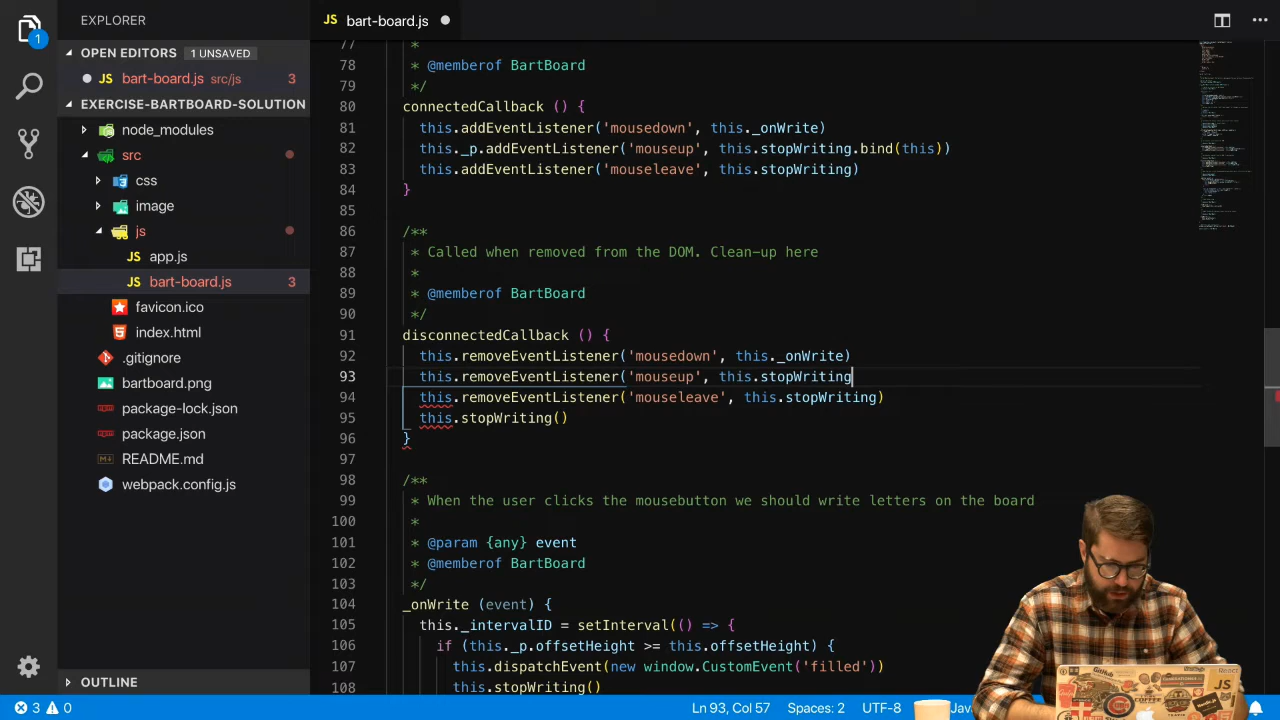 EXPLORER
OPEN EDITORS 1 UNSAVED
JS bart-board.js src/js 3
EXERCISE-BARTBOARD-SOLUTION
node_modules
src
css
image
js
JS app.js
JS bart-board.js 3
favicon.ico
index.html
.gitignore
bartboard.png
package-lock.json
package.json
README.md
webpack.config.js
OUTLINE
1
JS bart-board.js
77 *
78 * @memberof BartBoard
79 */
80 connectedCallback () {
81 this.addEventListener('mousedown', this._onWrite)
82 this._p.addEventListener('mouseup', this.stopWriting.bind(this))
83 this.addEventListener('mouseleave', this.stopWriting)
84 }
85
86 /**
87 * Called when removed from the DOM. Clean-up here
88 *
89 * @memberof BartBoard
90 */
91 disconnectedCallback () {
92 this.removeEventListener('mousedown', this._onWrite)
93 this.removeEventListener('mouseup', this.stopWriting
94 this.removeEventListener('mouseleave', this.stopWriting)
95 this.stopWriting()
96 }
97
98 /**
99 * When the user clicks the mousebutton we should write letters on the board
100 *
101 * @param {any} event
102 * @memberof BartBoard
103 */
104 _onWrite (event) {
105 this._intervalID = setInterval(() => {
106 if (this._p.offsetHeight >= this.offsetHeight) {
107 this.dispatchEvent(new window.CustomEvent('filled'))
108 this.stopWriting()
3 0 Ln 93, Col 57 Spaces: 2 UTF-8
GitHub
JS
React